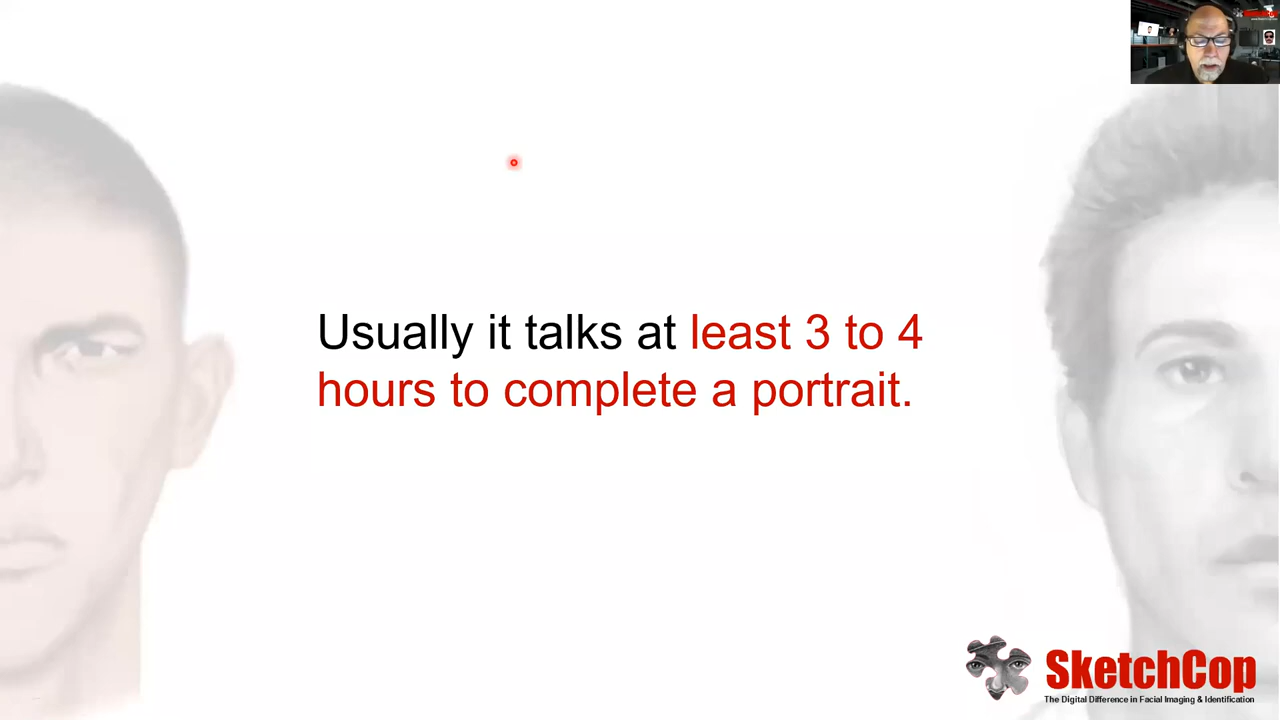 Usually it talks at least 3 to 4
hours to complete a portrait.
SketchCop
The Digital Difference in Facial Imaging & Identification